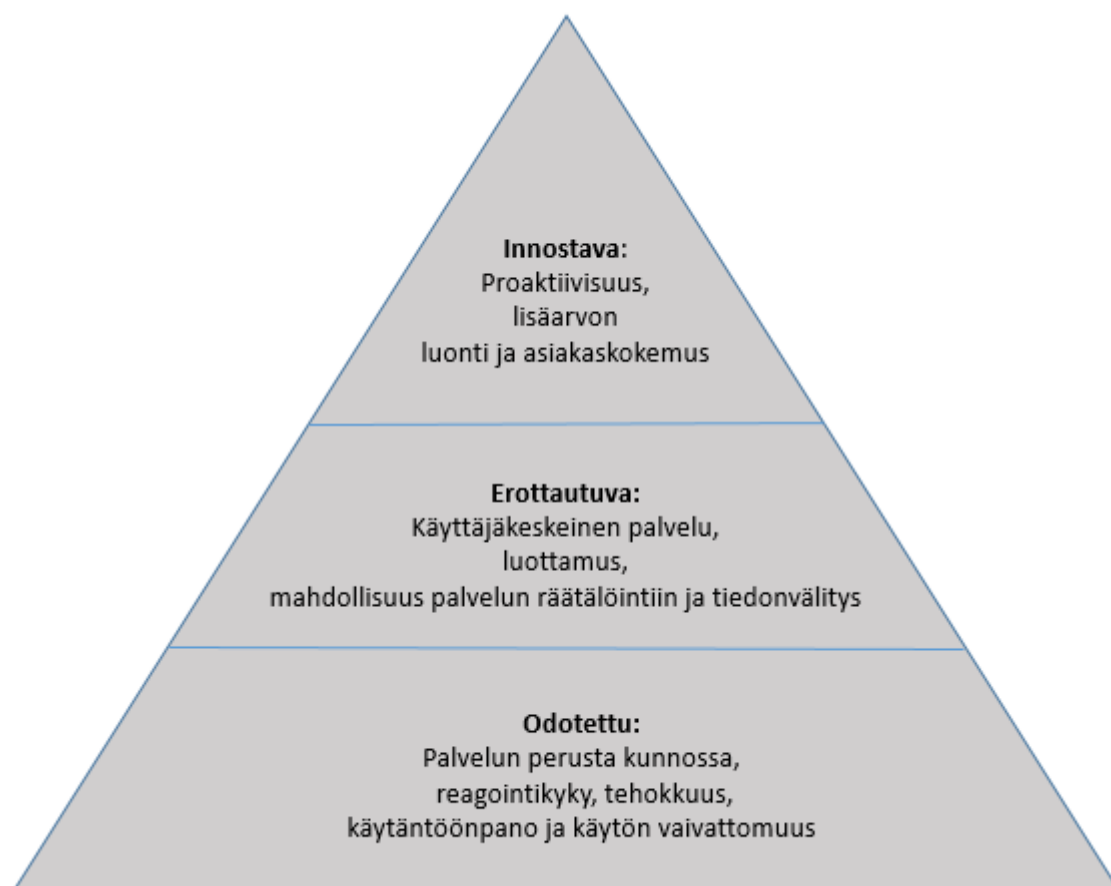 Innostava:
Proaktiivisuus,
lisäarvon
luonti ja asiakaskokemus
Erottautuva:
Käyttäjäkeskeinen palvelu,
luottamus,
mahdollisuus palvelun räätälöintiin ja tiedonvälitys
Odotettu:
Palvelun perusta kunnossa,
reagointikyky, tehokkuus,
käytäntöönpano ja käytön vaivattomuus